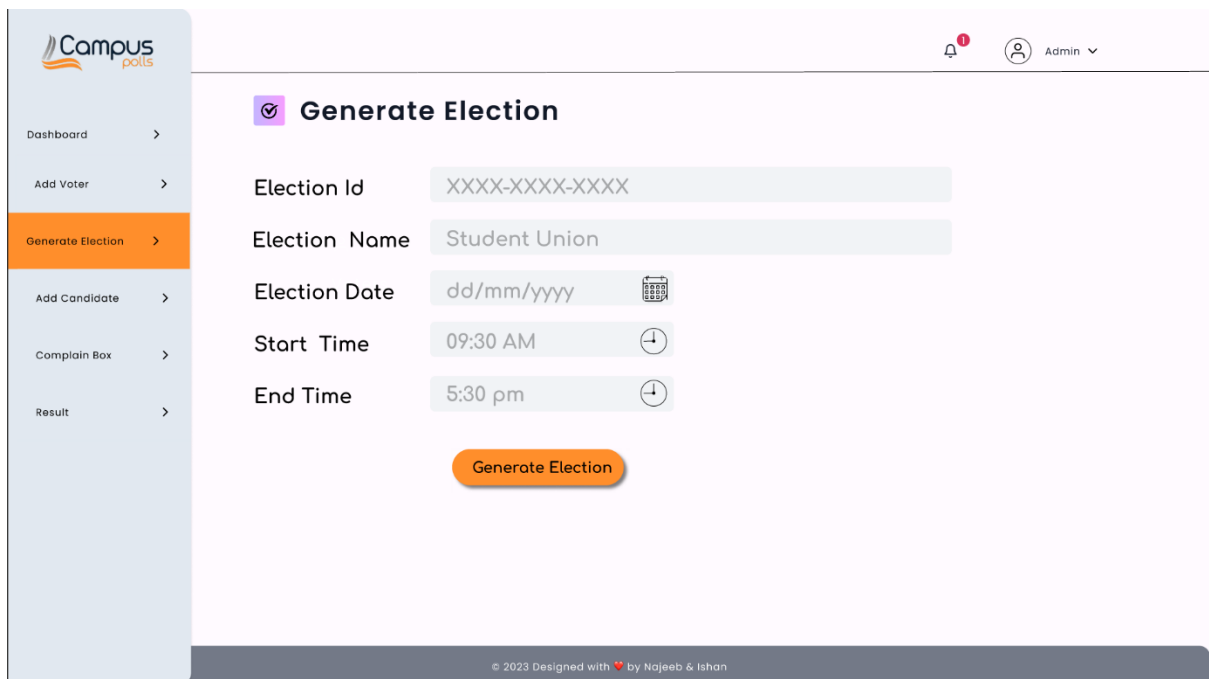 Campus
polls
1
Admin
Generate Election
Dashboard
Add Voter
Generate Election
Add Candidate
Complain Box
Result
Election Id
XXXX-XXXX-XXXX
Election Name
Student Union
Election Date
dd/mm/yyyy
Start Time
09:30 AM
End Time
5:30 pm
Generate Election
© 2023 Designed with ❤️ by Najeeb & Ishan